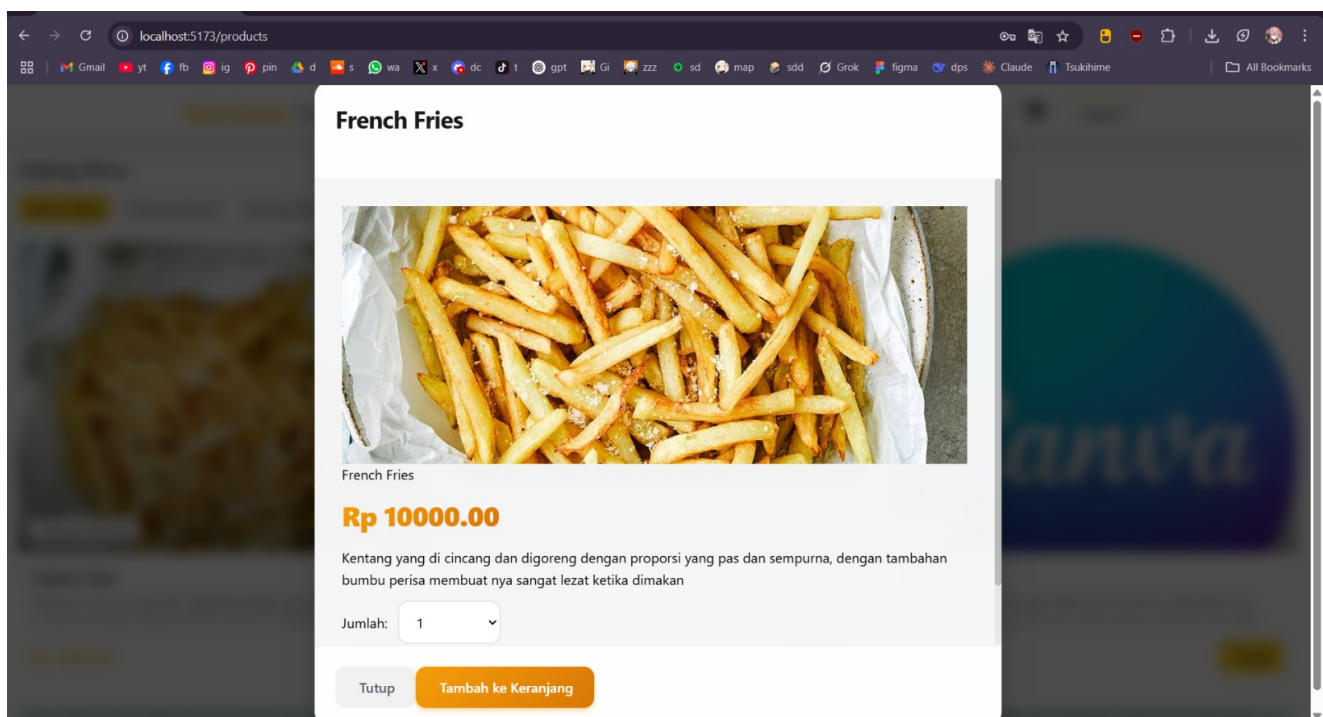 localhost:5173/products
Gmail yt fb ig pin d s wa x dc t gpt Gi zzz sd map sdd Grok figma dps Claude Tsukihime All Bookmarks
French Fries
French Fries
Rp 10000.00
Kentang yang di cincang dan digoreng dengan proporsi yang pas dan sempurna, dengan tambahan
bumbu perisa membuat nya sangat lezat ketika dimakan
Jumlah: 1
Tutup Tambah ke Keranjang
anva